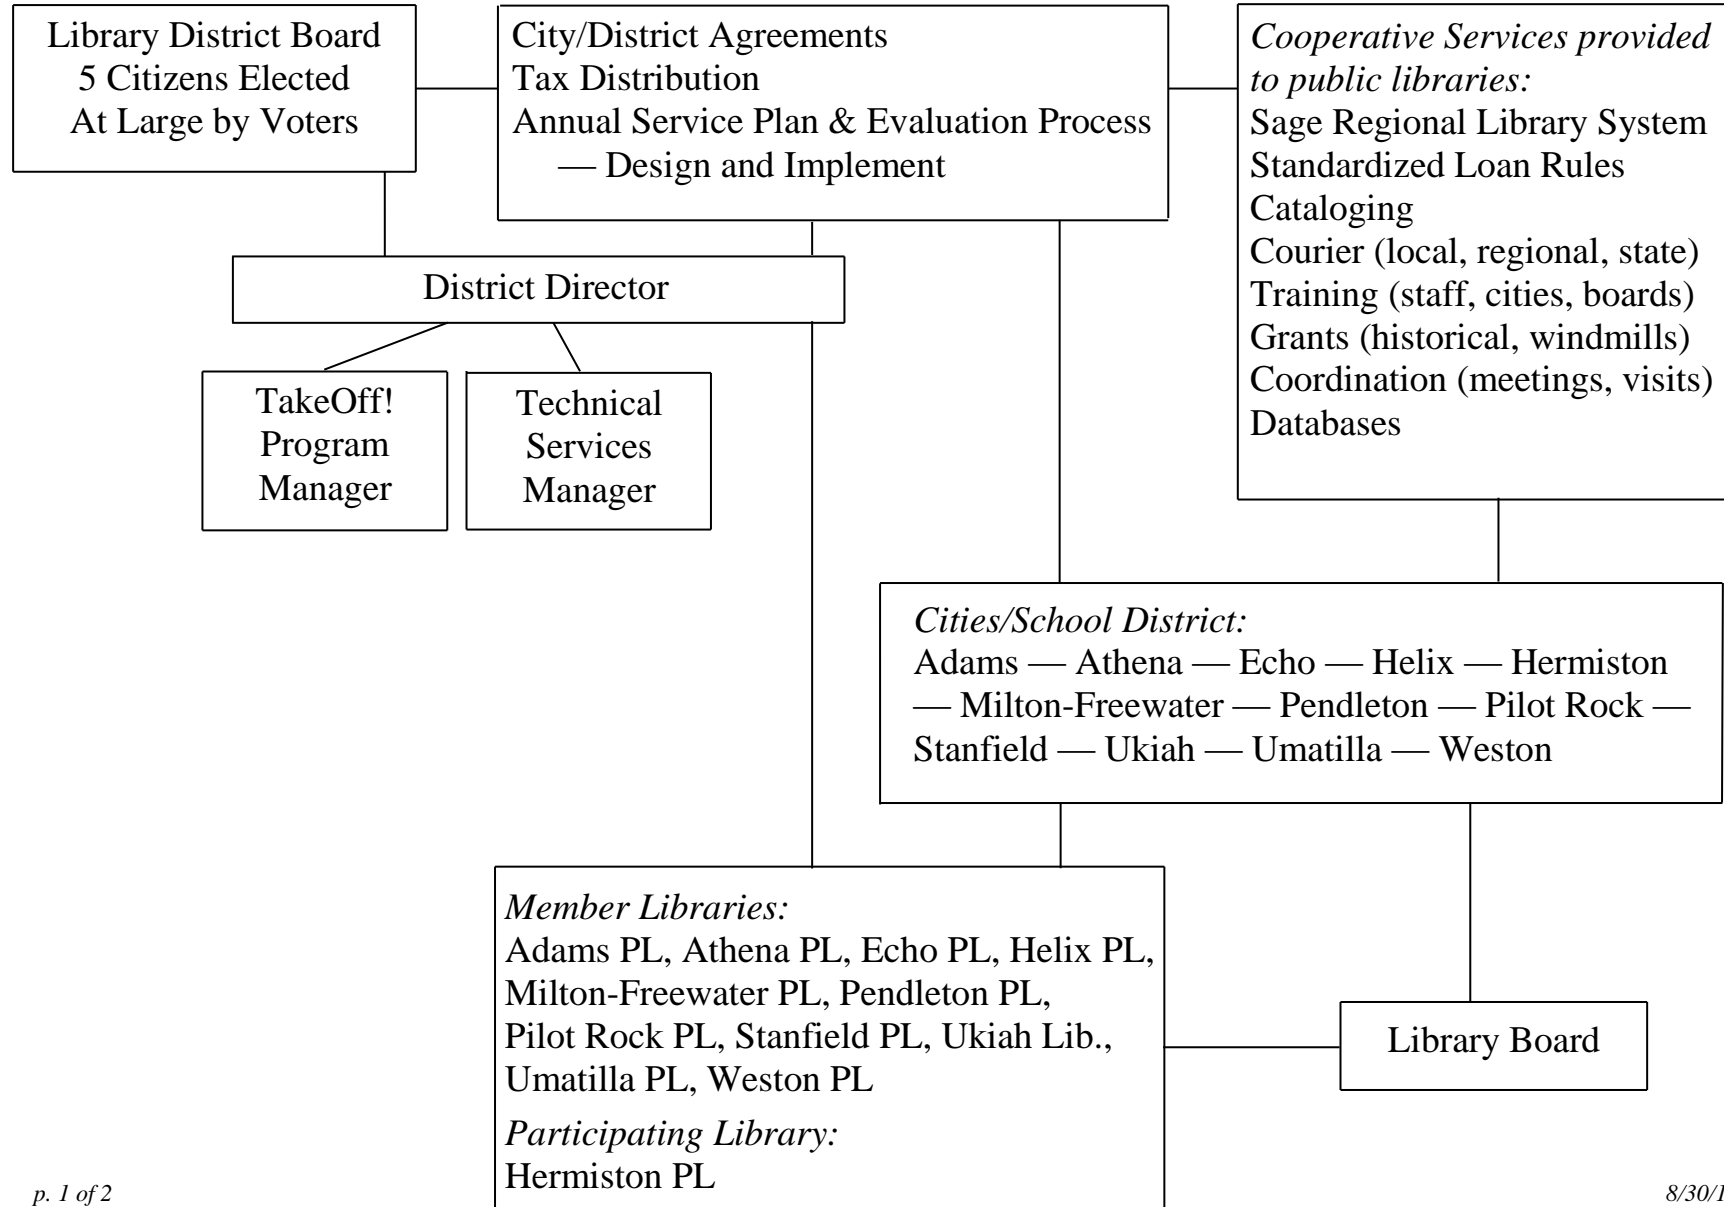 Library District Board
5 Citizens Elected
At Large by Voters
City/District Agreements
Tax Distribution
Annual Service Plan & Evaluation Process
— Design and Implement
Cooperative Services provided
to public libraries:
Sage Regional Library System
Standardized Loan Rules
Cataloging
Courier (local, regional, state)
Training (staff, cities, boards)
Grants (historical, windmills)
Coordination (meetings, visits)
Databases
District Director
TakeOff!
Program
Manager
Technical
Services
Manager
Cities/School District:
Adams — Athena — Echo — Helix — Hermiston
— Milton-Freewater — Pendleton — Pilot Rock —
Stanfield — Ukiah — Umatilla — Weston
Member Libraries:
Adams PL, Athena PL, Echo PL, Helix PL,
Milton-Freewater PL, Pendleton PL,
Pilot Rock PL, Stanfield PL, Ukiah Lib.,
Umatilla PL, Weston PL
Participating Library:
Hermiston PL
Library Board
p. 1 of 2